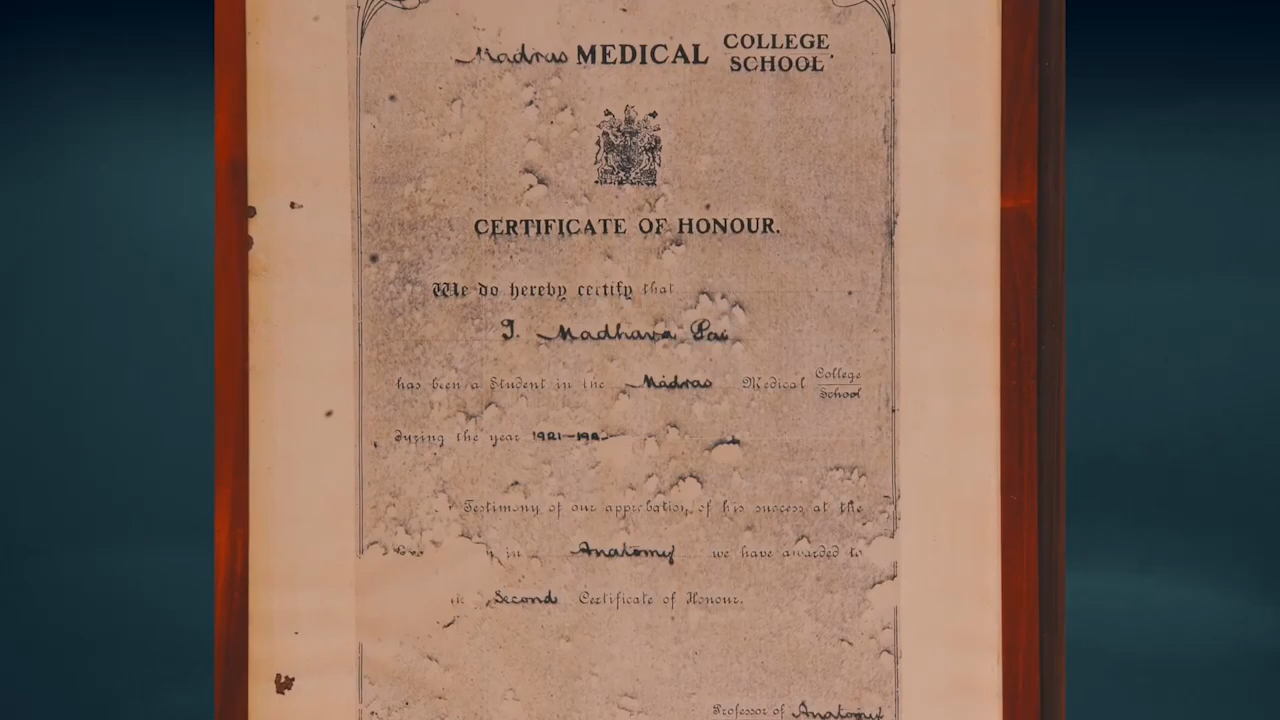 Madras MEDICAL COLLEGE
SCHOOL
CERTIFICATE OF HONOUR.
We do hereby certify that
T. Madhava Pai
has been a Student in the Madras Medical College
School
during the year 1921-192
Testimony of our approbation of his success at the
in Anatomy we have awarded to
Second Certificate of Honour.
Professor of Anatomy